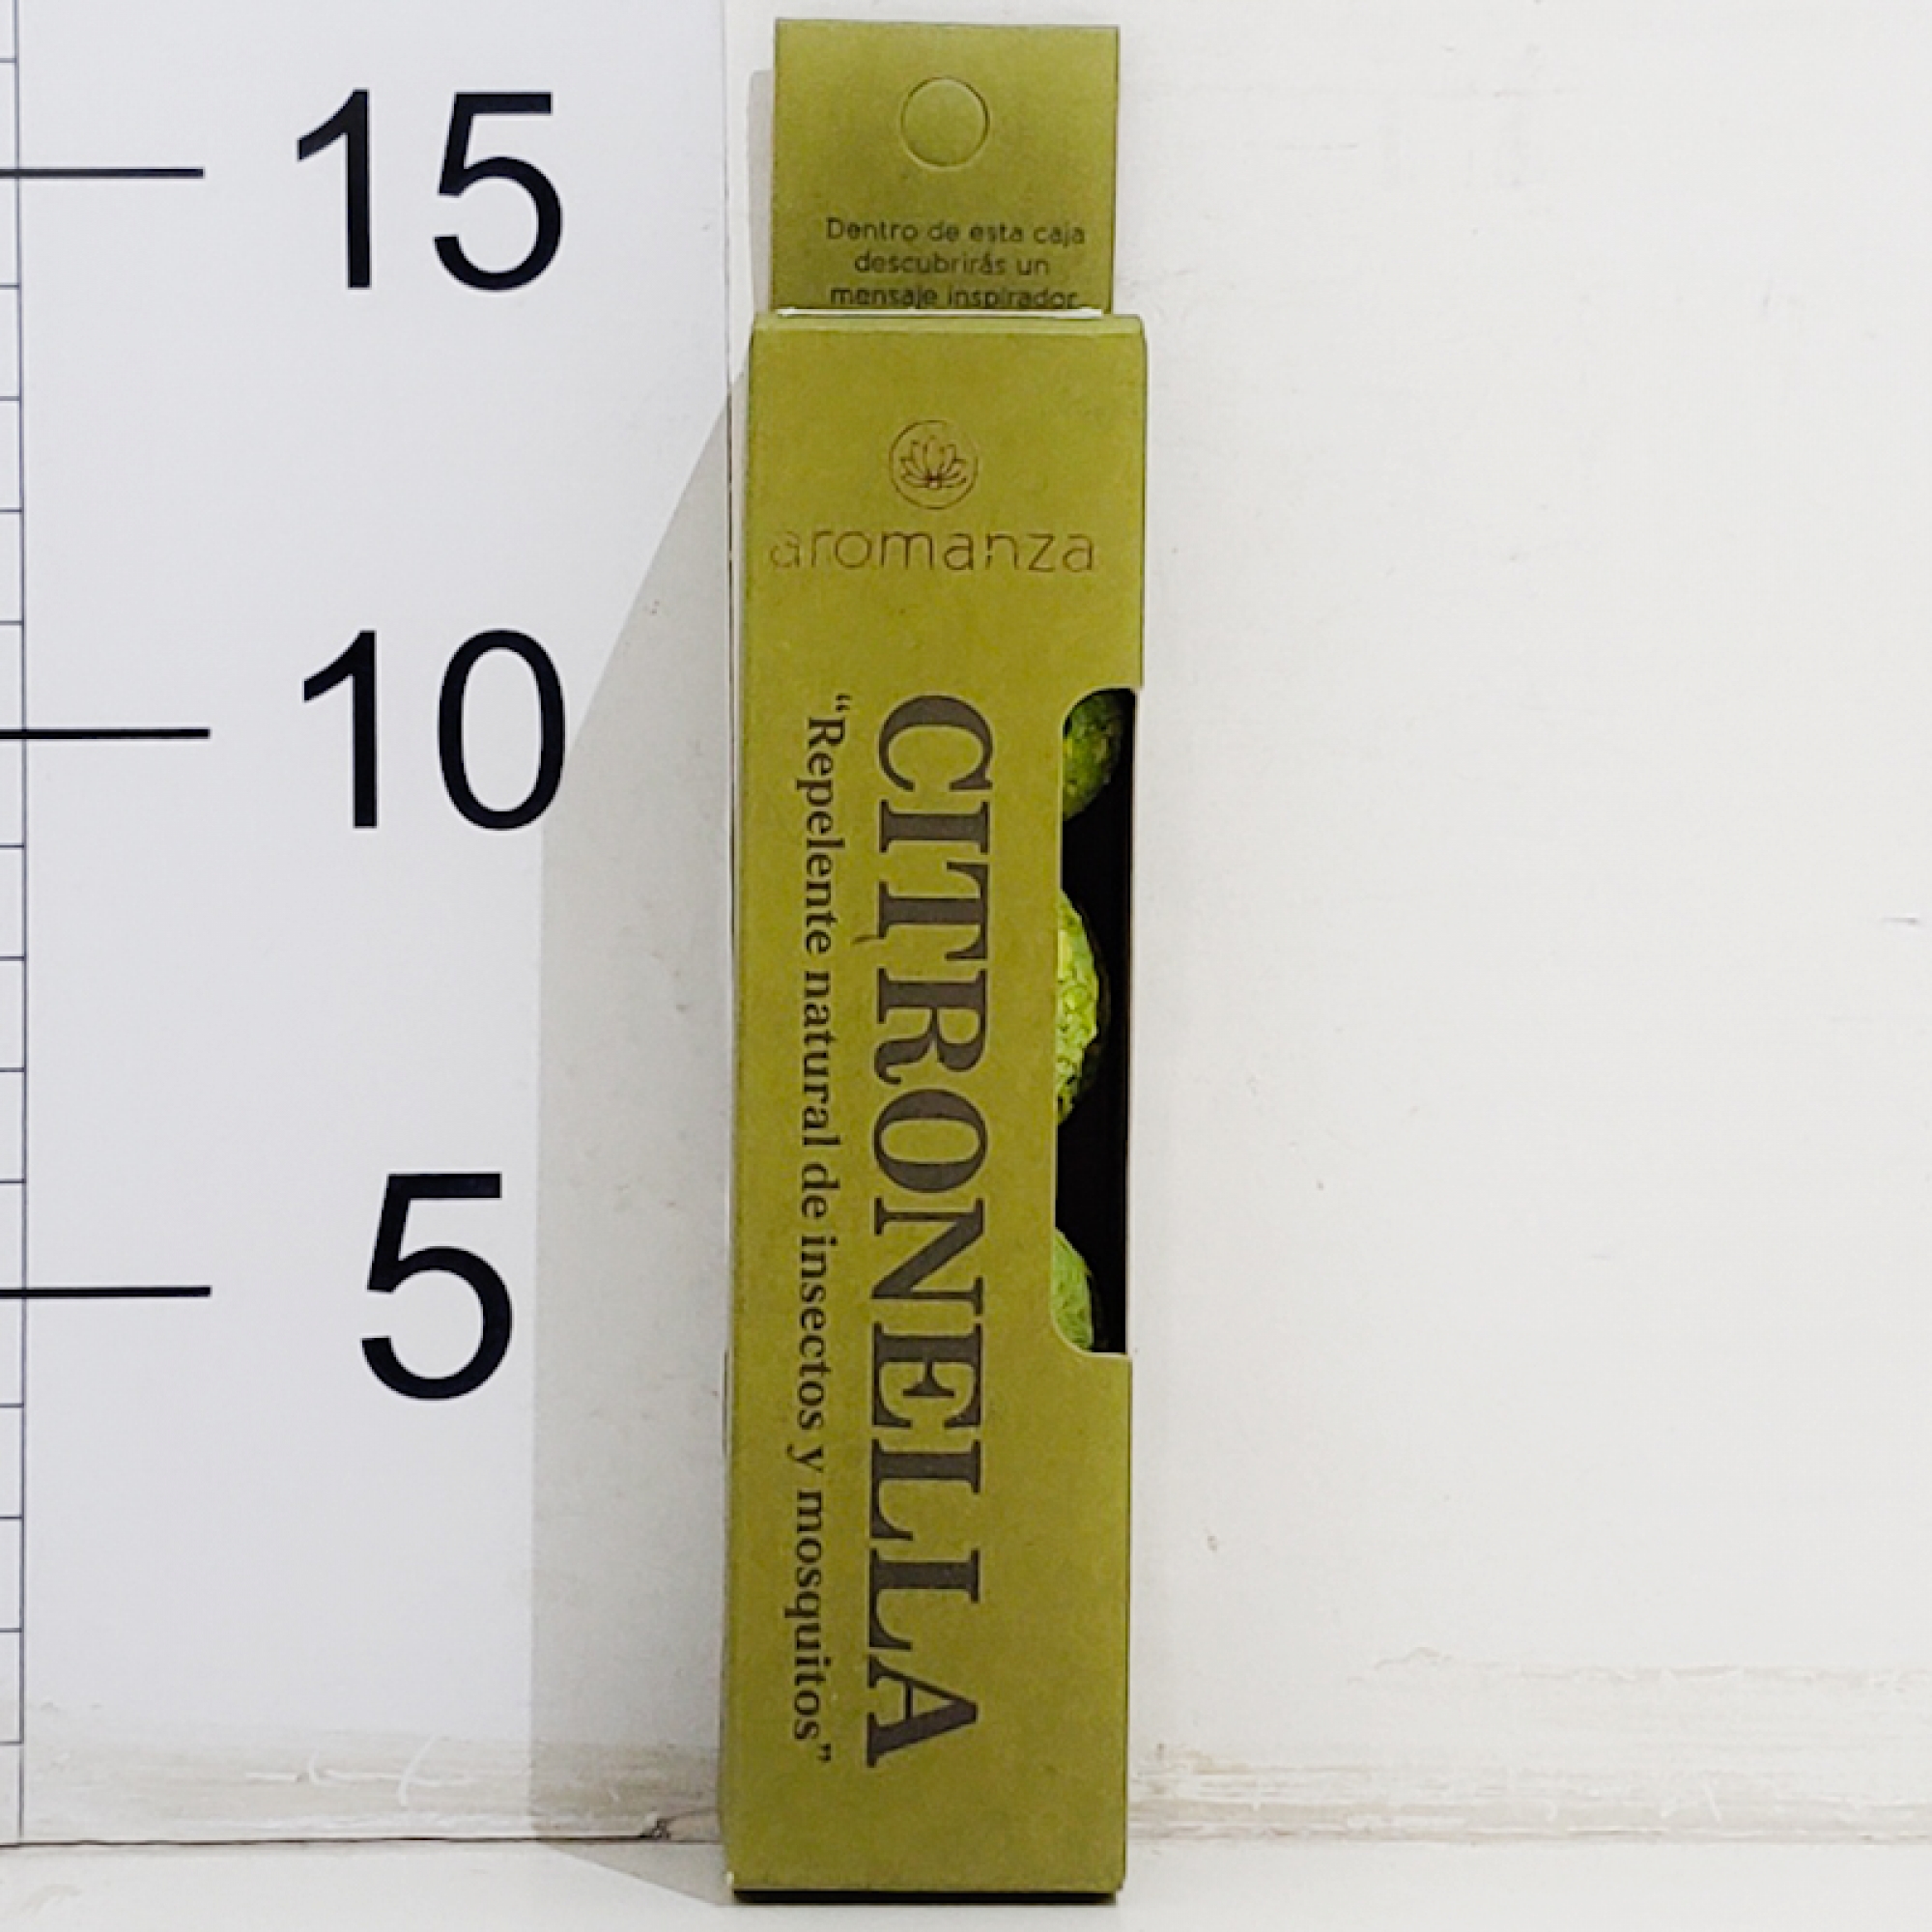 15
10
5
Dentro de esta caja
descubrirás un
mensaje inspirador
aromanza
CITRONELLA
“Repelente natural de insectos y mosquitos”